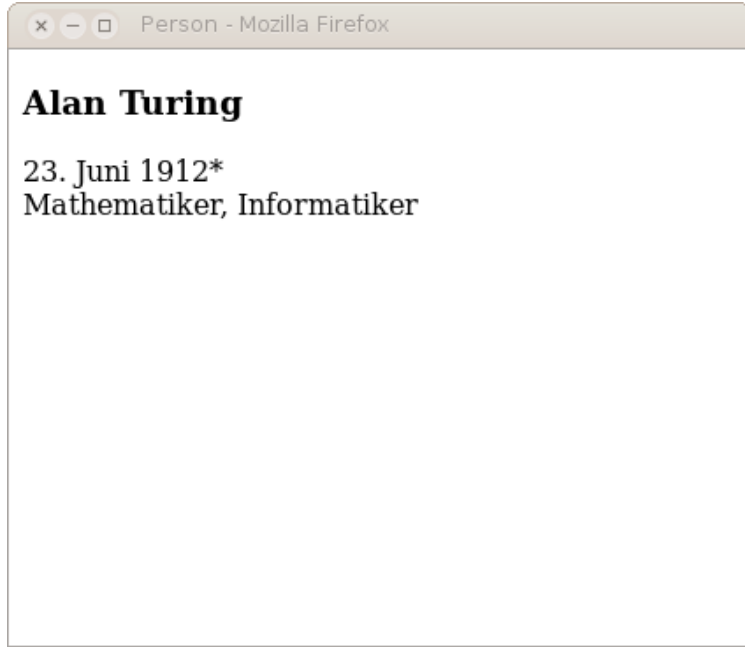 Person - Mozilla Firefox
Alan Turing
23. Juni 1912*
Mathematiker, Informatiker